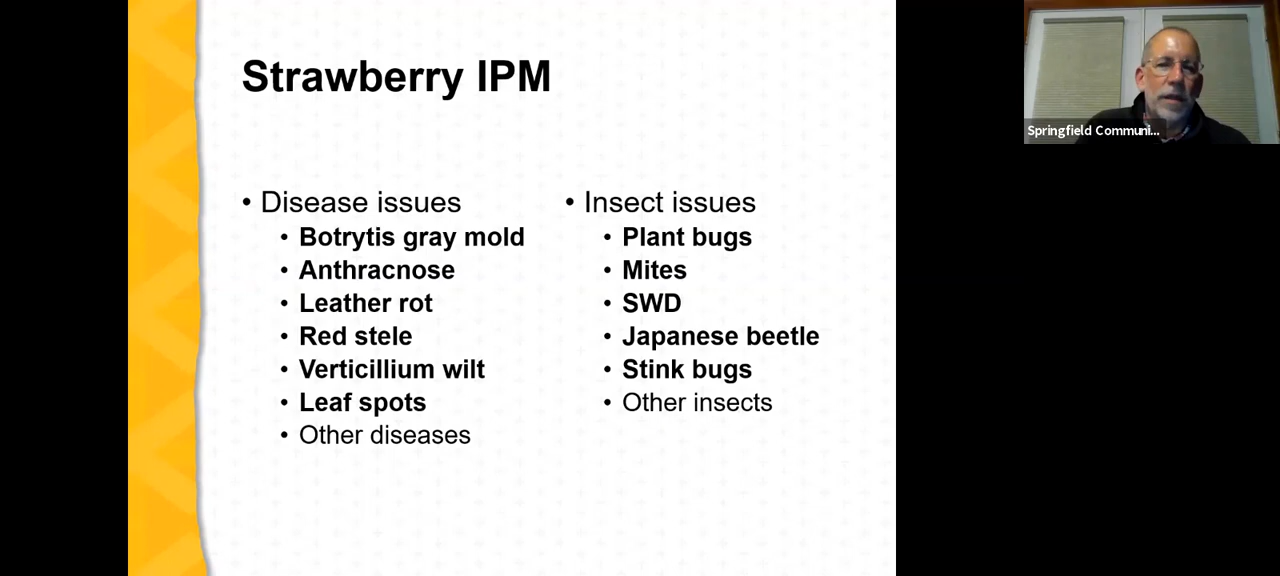 Strawberry IPM
• Disease issues
• Botrytis gray mold
• Anthracnose
• Leather rot
• Red stele
• Verticillium wilt
• Leaf spots
• Other diseases
• Insect issues
• Plant bugs
• Mites
• SWD
• Japanese beetle
• Stink bugs
• Other insects
Springfield Communi...